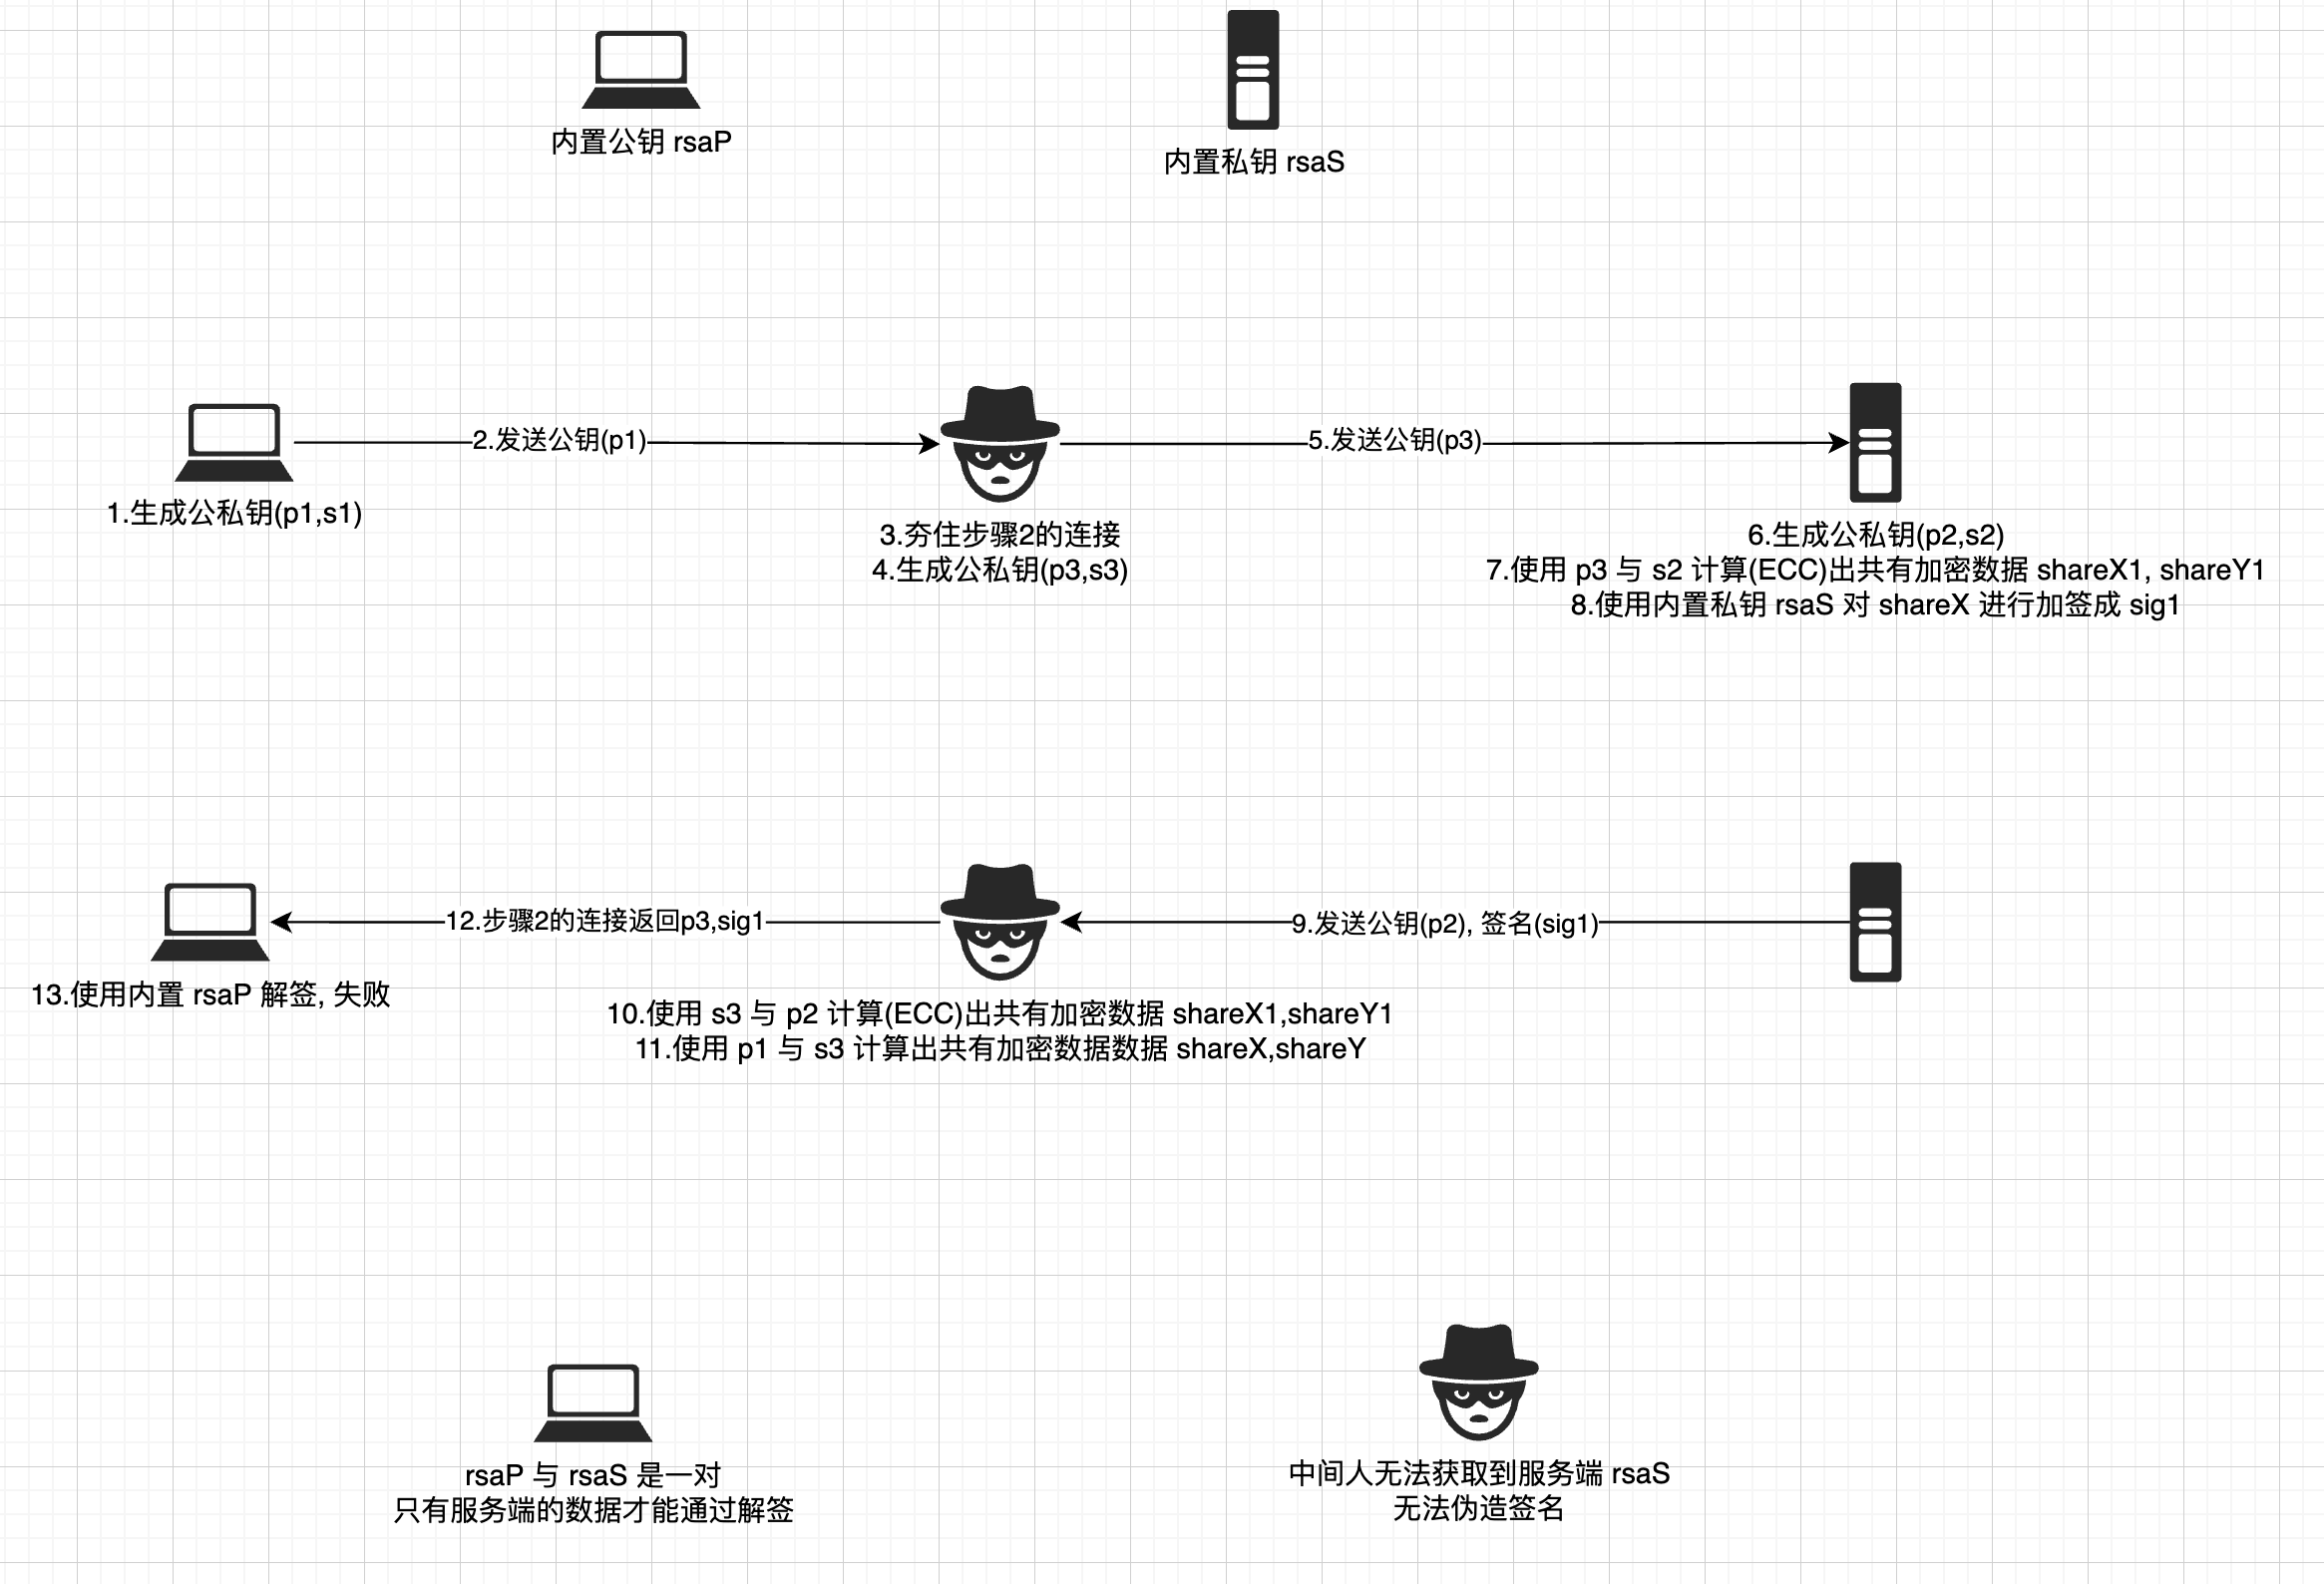 内置公钥 rsaP
内置私钥 rsaS
2.发送公钥(p1)
5.发送公钥(p3)
1.生成公私钥(p1,s1)
3.夯住步骤2的连接
4.生成公私钥(p3,s3)
6.生成公私钥(p2,s2)
7.使用 p3 与 s2 计算(ECC)出共有加密数据 shareX1, shareY1
8.使用内置私钥 rsaS 对 shareX 进行加签成 sig1
12.步骤2的连接返回p3,sig1
9.发送公钥(p2), 签名(sig1)
13.使用内置 rsaP 解签, 失败
10.使用 s3 与 p2 计算(ECC)出共有加密数据 shareX1,shareY1
11.使用 p1 与 s3 计算出共有加密数据数据 shareX,shareY
rsaP 与 rsaS 是一对
只有服务端的数据才能通过解签
中间人无法获取到服务端 rsaS
无法伪造签名